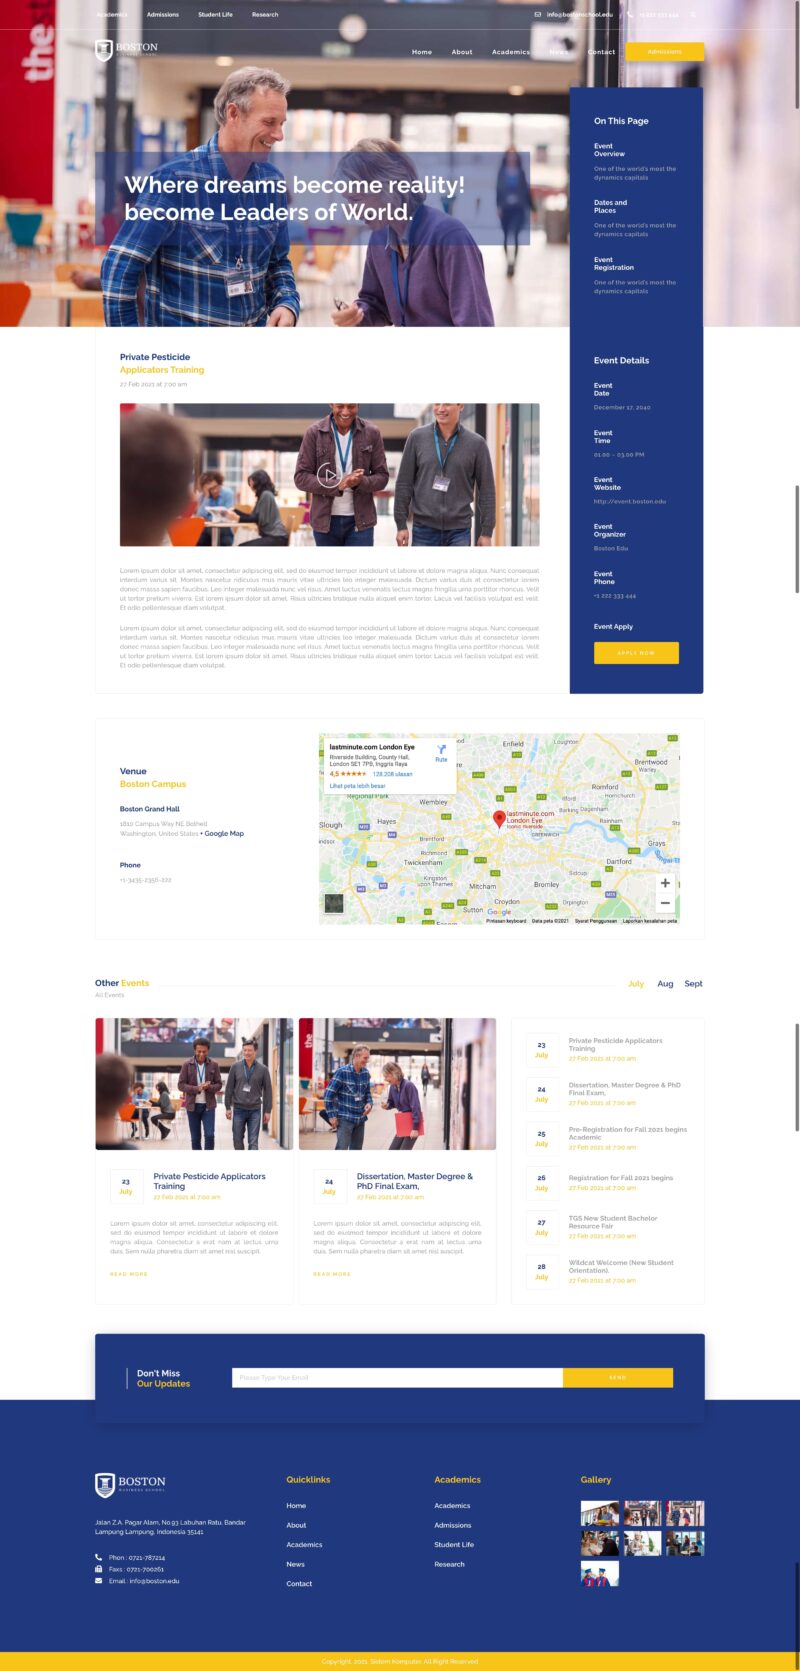 Academics
Admissions
Student Life
Research
info@bostonschool.edu
+1 222 333 444
BOSTON
BUSINESS SCHOOL
Home
About
Academics
News
Contact
Admissions
the
Where dreams become reality!
become Leaders of World.
On This Page
Event
Overview
One of the world's most the
dynamics capitals
Dates and
Places
One of the world's most the
dynamics capitals
Event
Registration
One of the world's most the
dynamics capitals
Private Pesticide
Applicators Training
27 Feb 2021 at 7:00 am
Lorem ipsum dolor sit amet, consectetur adipiscing elit, sed do eiusmod tempor incididunt ut labore et dolore magna aliqua. Nunc consequat
interdum varius sit. Montes nascetur ridiculus mus mauris vitae ultricies leo integer malesuada. Dictum varius duis at consectetur lorem
donec massa sapien faucibus. Leo integer malesuada nunc vel risus. Amet luctus venenatis lectus magna fringilla urna porttitor rhoncus. Velit
ut tortor pretium viverra. Est lorem ipsum dolor sit amet. Risus ultricies tristique nulla aliquet enim tortor. Lacus vel facilisis volutpat est velit.
Et odio pellentesque diam volutpat.
Lorem ipsum dolor sit amet, consectetur adipiscing elit, sed do eiusmod tempor incididunt ut labore et dolore magna aliqua. Nunc consequat
interdum varius sit. Montes nascetur ridiculus mus mauris vitae ultricies leo integer malesuada. Dictum varius duis at consectetur lorem
donec massa sapien faucibus. Leo integer malesuada nunc vel risus. Amet luctus venenatis lectus magna fringilla urna porttitor rhoncus. Velit
ut tortor pretium viverra. Est lorem ipsum dolor sit amet. Risus ultricies tristique nulla aliquet enim tortor. Lacus vel facilisis volutpat est velit.
Et odio pellentesque diam volutpat.
Event Details
Event
Date
December 17, 2040
Event
Time
01.00 – 03.00 PM
Event
Website
http://event.boston.edu
Event
Organizer
Boston Edu
Event
Phone
+1 222 333 444
Event Apply
APPLY NOW
Venue
Boston Campus
Boston Grand Hall
1810 Campus Way NE Bothell
Washington, United States + Google Map
Phone
+1-3435-2356-222
lastminute.com London Eye
Riverside Building, County Hall,
London SE1 7PB, Inggris Raya
4,5 ★★★★★ 128.208 ulasan
Lihat peta lebih besar
Rute
Enfield
Loughton
Brentwood
Warley
Regional Park
Wembley
Romford
Hornchurch
Ilford
Barking
Dagenham
Slough
Hayes
lastminute.com
London Eye
Iconic riverside
GREENWICH
Grays
Brentford
Richmond
Twickenham
Sidcup
Dartford
Kingston
upon Thames
Mitcham
Bromley
Swanley
Croydon
Sutton
Orpington
Google
Pintasan keyboard
Data peta ©2021
Syarat Penggunaan
Laporkan kesalahan peta
Other Events
All Events
July
Aug
Sept
the
23
July
Private Pesticide Applicators
Training
27 Feb 2021 at 7:00 am
Lorem ipsum dolor sit amet, consectetur adipiscing elit,
sed do eiusmod tempor incididunt ut labore et dolore
magna aliqua. Consectetur a erat nam at lectus urna
duis. Sem nulla pharetra diam sit amet nisl suscipit.
READ MORE
24
July
Dissertation, Master Degree &
PhD Final Exam,
27 Feb 2021 at 7:00 am
Lorem ipsum dolor sit amet, consectetur adipiscing elit,
sed do eiusmod tempor incididunt ut labore et dolore
magna aliqua. Consectetur a erat nam at lectus urna
duis. Sem nulla pharetra diam sit amet nisl suscipit.
READ MORE
23
July
Private Pesticide Applicators
Training
27 Feb 2021 at 7:00 am
24
July
Dissertation, Master Degree & PhD
Final Exam,
27 Feb 2021 at 7:00 am
25
July
Pre-Registration for Fall 2021 begins
Academic
27 Feb 2021 at 7:00 am
26
July
Registration for Fall 2021 begins
27 Feb 2021 at 7:00 am
27
July
TGS New Student Bachelor
Resource Fair
27 Feb 2021 at 7:00 am
28
July
Wildcat Welcome (New Student
Orientation).
27 Feb 2021 at 7:00 am
Don't Miss
Our Updates
Please Type Your Email
SEND
BOSTON
BUSINESS SCHOOL
Jalan Z.A. Pagar Alam, No.93 Labuhan Ratu, Bandar
Lampung Lampung, Indonesia 35141
Phon : 0721-787214
Faxs : 0721-700261
Email : info@boston.edu
Quicklinks
Home
About
Academics
News
Contact
Academics
Academics
Admissions
Student Life
Research
Gallery
Copyright, 2021. Sistem Komputer. All Right Reserved